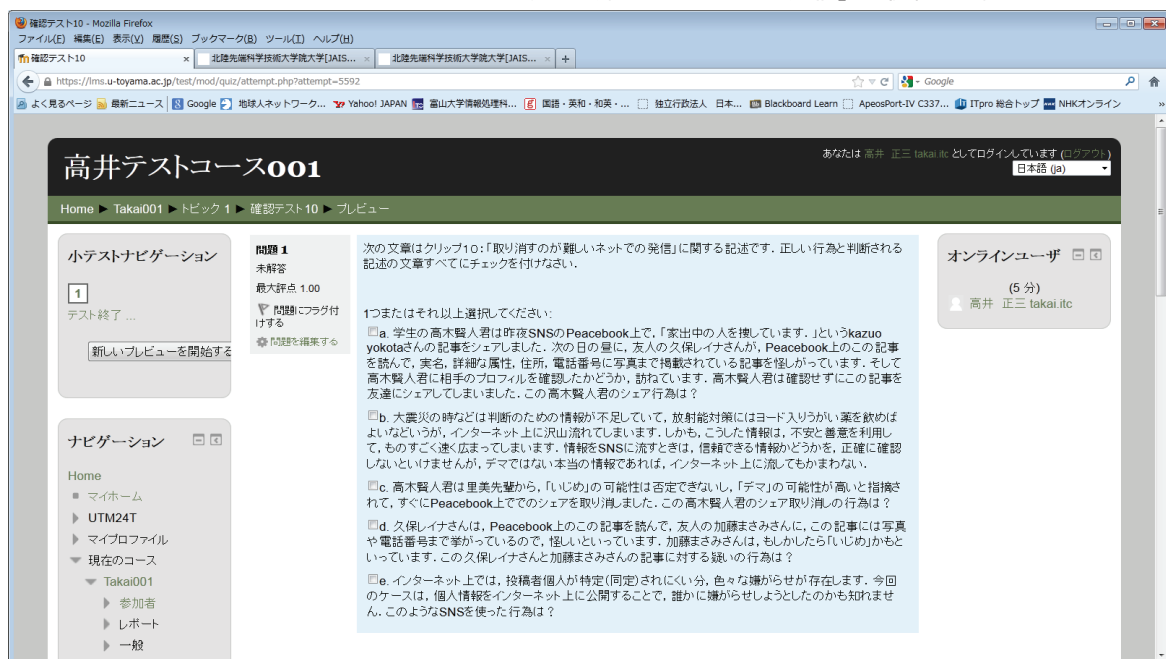 確認テスト10 - Mozilla Firefox
ファイル(F) 編集(E) 表示(V) 履歴(S) ブックマーク(B) ツール(T) ヘルプ(H)
確認テスト10 × 北陸先端科学技術大学院大学[JAIS... × 北陸先端科学技術大学院大学[JAIS... × +
https://lms.u-toyama.ac.jp/test/mod/quiz/attempt.php?attempt=5592 Google
よく見るページ 最新ニュース Google 地球人ネットワーク... Yahoo! JAPAN 富山大学情報処理科... 国語・英和・和英・... 独立行政法人 日本... Blackboard Learn ApeosPort-IV C337... ITpro 総合トップ NHKオンライン »
高井テストコース001
あなたは 高井 正三 takai.itc としてログインしています (ログアウト)
日本語 (ja)
Home ► Takai001 ► トピック 1 ► 確認テスト10 ► プレビュー
小テストナビゲーション
1
テスト終了 ...
新しいプレビューを開始する
ナビゲーション
Home
マイホーム
UTM24T
マイプロファイル
現在のコース
Takai001
参加者
レポート
一般
問題 1
未解答
最大評点 1.00
問題にフラグ付
けする
問題を編集する
次の文章はクリップ10:「取り消すのが難しいネットでの発信」に関する記述です. 正しい行為と判断される
記述の文章すべてにチェックを付けなさい.
1つまたはそれ以上選択してください:
a. 学生の高木賢人君は昨夜SNSのPeacebook上で, 「家出中の人を捜しています. 」というkazuo
yokotaさんの記事をシェアしました. 次の日の昼に, 友人の久保レイナさんが, Peacebook上のこの記事
を読んで, 実名, 詳細な属性, 住所, 電話番号に写真まで掲載されている記事を怪しがっています. そして
高木賢人君に相手のプロフィルを確認したかどうか, 訪ねています. 高木賢人君は確認せずにこの記事を
友達にシェアしてしまいました. この高木賢人君のシェア行為は?
b. 大震災の時などは判断のための情報が不足していて, 放射能対策にはヨード入りうがい薬を飲めば
よいなどいうが, インターネット上に沢山流れてしまいます. しかも, こうした情報は, 不安と善意を利用し
て, ものすごく速く広まってしまいます. 情報をSNSに流すときは, 信頼できる情報かどうかを, 正確に確認
しないといけませんが, デマではない本当の情報であれば, インターネット上に流してもかまわない.
c. 高木賢人君は里美先輩から, 「いじめ」の可能性は否定できないし, 「デマ」の可能性が高いと指摘さ
れて, すぐにPeacebook上ででのシェアを取り消しました. この高木賢人君のシェア取り消しの行為は?
d. 久保レイナさんは, Peacebook上のこの記事を読んで, 友人の加藤まさみさんに, この記事には写真
や電話番号まで挙がっているので, 怪しいといっています. 加藤まさみさんは, もしかしたら「いじめ」かもと
いっています. この久保レイナさんと加藤まさみさんの記事に対する疑いの行為は?
e. インターネット上では, 投稿者個人が特定(同定)されにくい分, 色々な嫌がらせが存在します. 今回
のケースは, 個人情報をインターネット上に公開することで, 誰かに嫌がらせしようとしたのかも知れませ
ん. このようなSNSを使った行為は?
オンラインユーザ
(5 分)
高井 正三 takai.itc